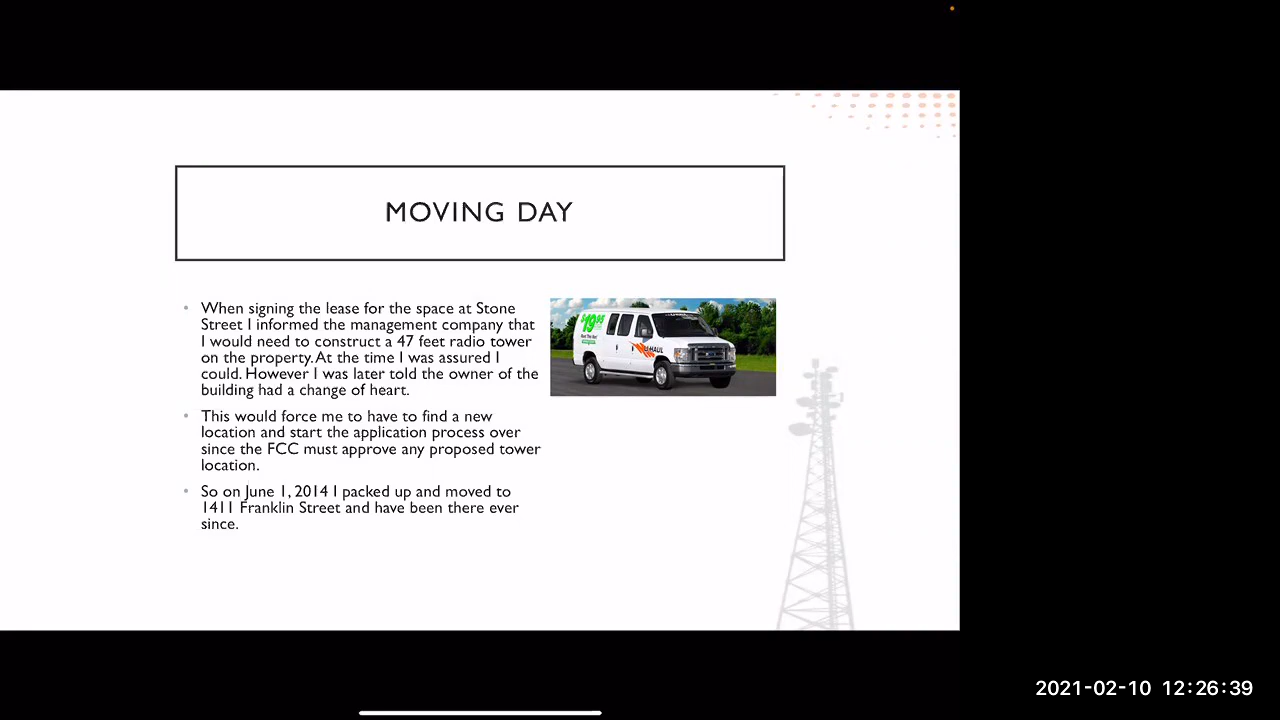 MOVING DAY
When signing the lease for the space at Stone
Street I informed the management company that
I would need to construct a 47 feet radio tower
on the property. At the time I was assured I
could. However I was later told the owner of the
building had a change of heart.
This would force me to have to find a new
location and start the application process over
since the FCC must approve any proposed tower
location.
So on June 1, 2014 I packed up and moved to
1411 Franklin Street and have been there ever
since.
$19.95
U-HAUL
2021-02-10 12:26:39